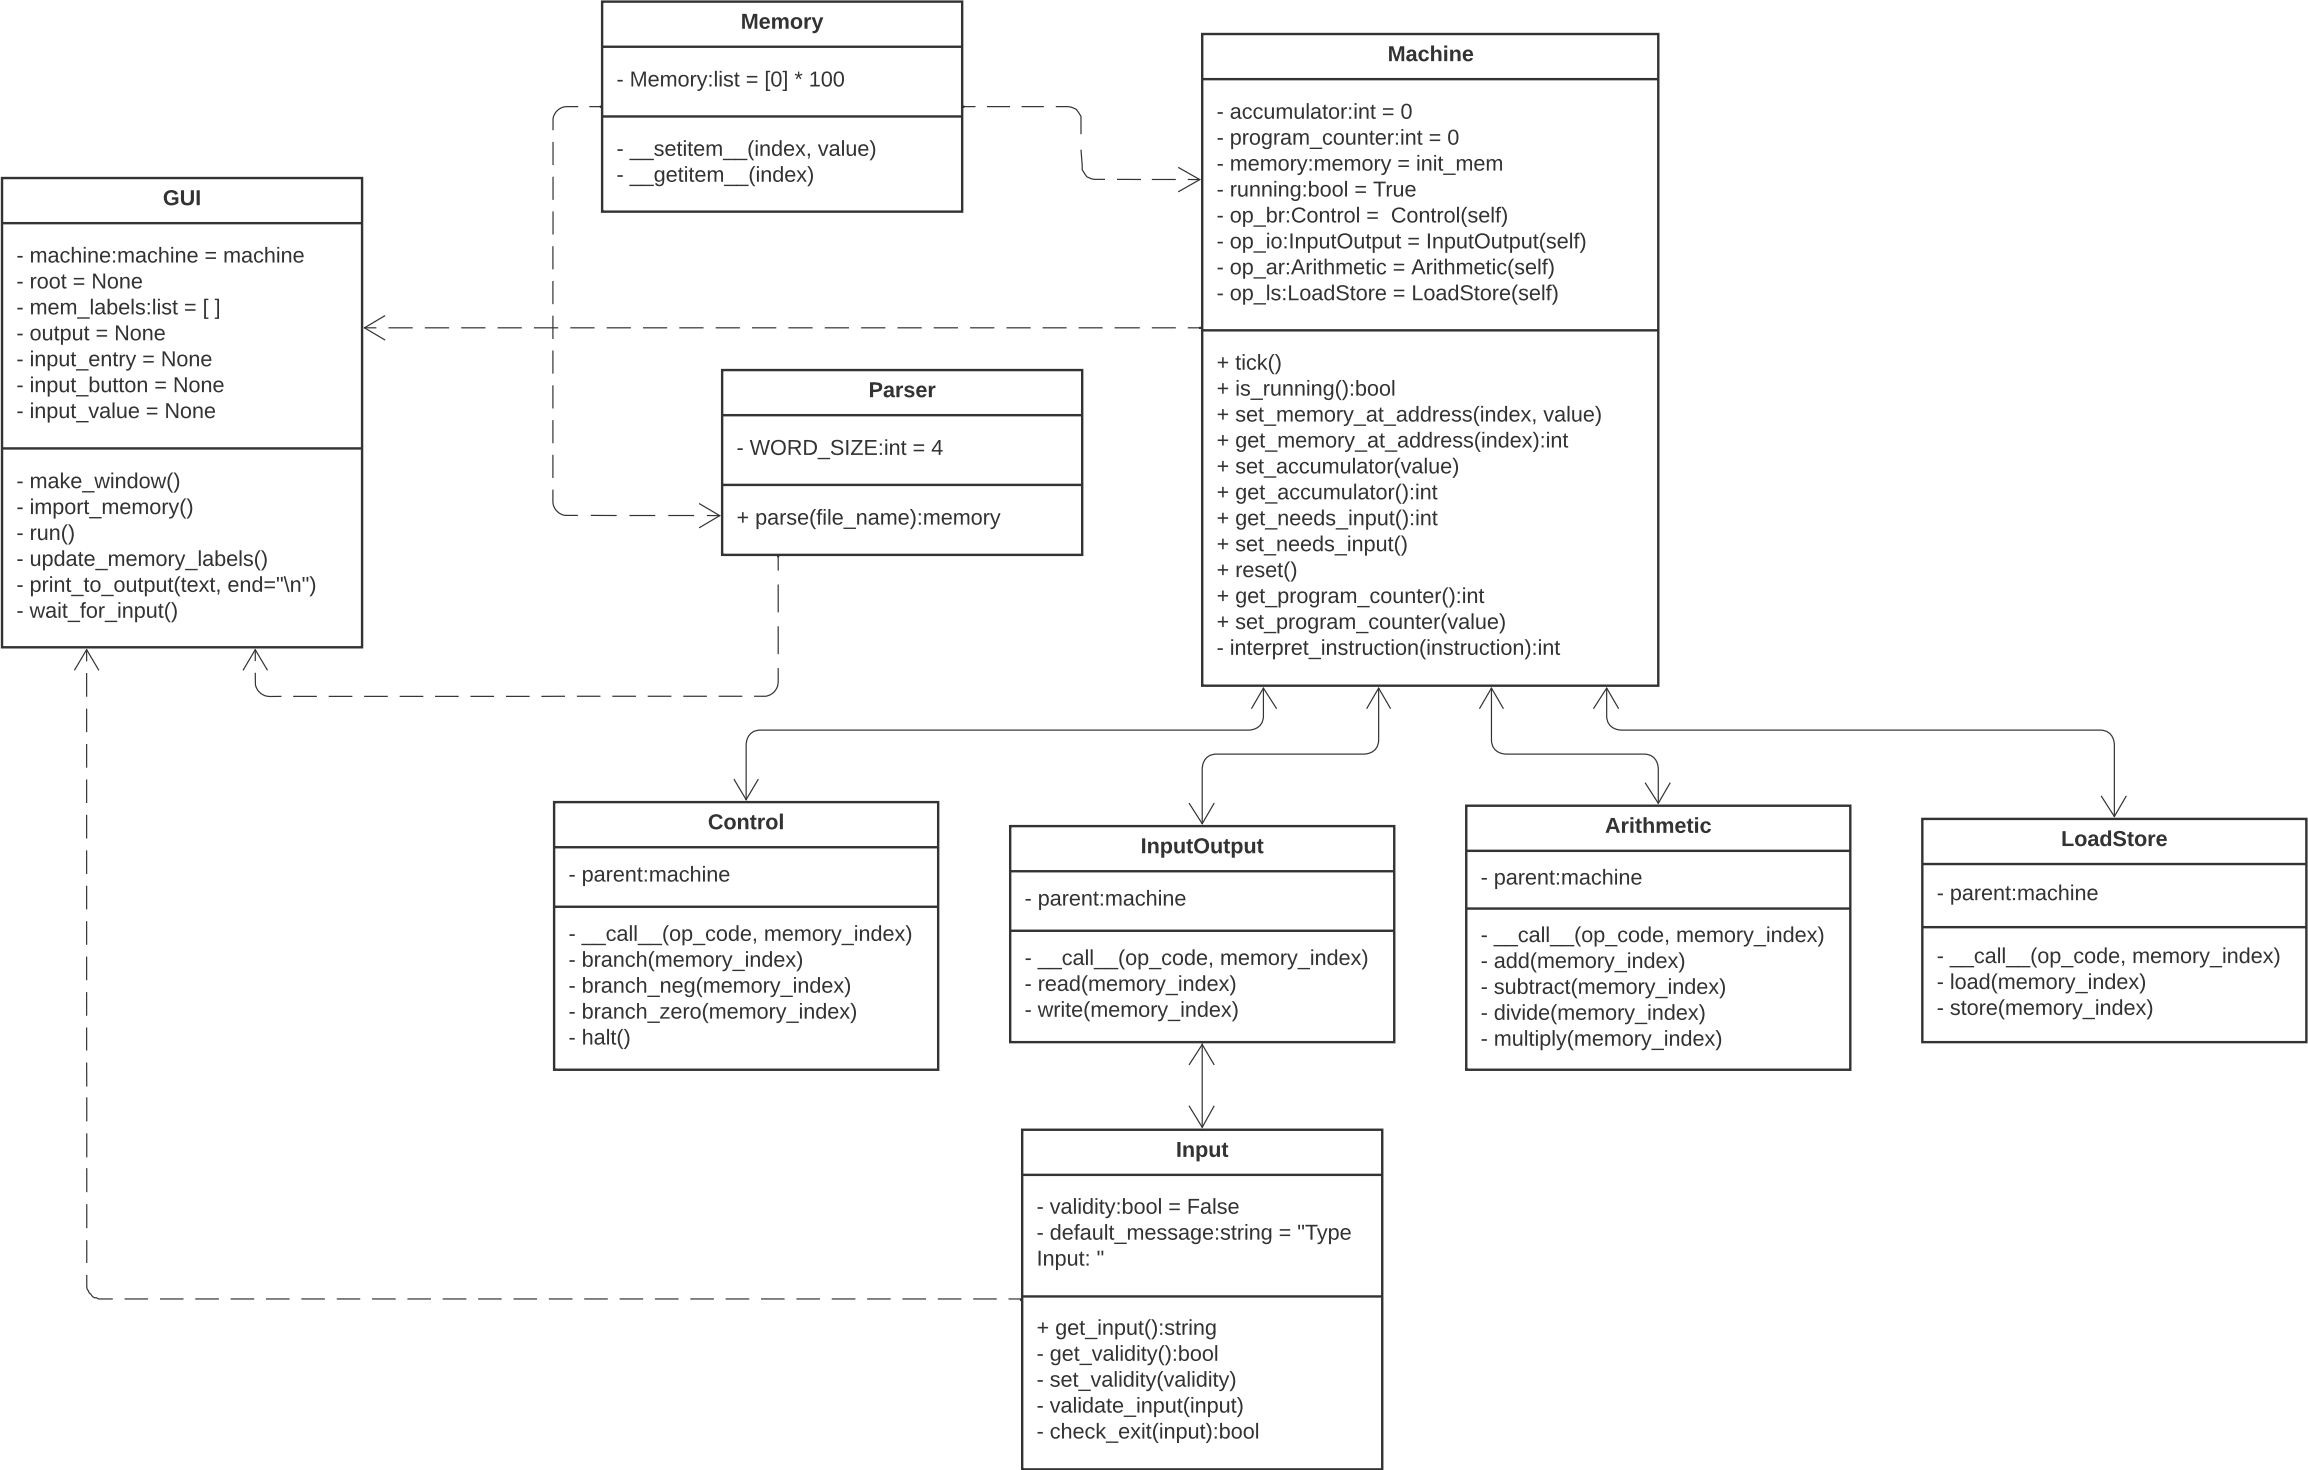 Memory
- Memory:list = [0] * 100
- __setitem__(index, value)
- __getitem__(index)
Machine
- accumulator:int = 0
- program_counter:int = 0
- memory:memory = init_mem
- running:bool = True
- op_br:Control =  Control(self)
- op_io:InputOutput = InputOutput(self)
- op_ar:Arithmetic = Arithmetic(self)
- op_ls:LoadStore = LoadStore(self)
+ tick()
+ is_running():bool
+ set_memory_at_address(index, value)
+ get_memory_at_address(index):int
+ set_accumulator(value)
+ get_accumulator():int
+ get_needs_input():int
+ set_needs_input()
+ reset()
+ get_program_counter():int
+ set_program_counter(value)
- interpret_instruction(instruction):int
GUI
- machine:machine = machine
- root = None
- mem_labels:list = [ ]
- output = None
- input_entry = None
- input_button = None
- input_value = None
- make_window()
- import_memory()
- run()
- update_memory_labels()
- print_to_output(text, end="\n")
- wait_for_input()
Parser
- WORD_SIZE:int = 4
+ parse(file_name):memory
Control
- parent:machine
- __call__(op_code, memory_index)
- branch(memory_index)
- branch_neg(memory_index)
- branch_zero(memory_index)
- halt()
InputOutput
- parent:machine
- __call__(op_code, memory_index)
- read(memory_index)
- write(memory_index)
Arithmetic
- parent:machine
- __call__(op_code, memory_index)
- add(memory_index)
- subtract(memory_index)
- divide(memory_index)
- multiply(memory_index)
LoadStore
- parent:machine
- __call__(op_code, memory_index)
- load(memory_index)
- store(memory_index)
Input
- validity:bool = False
- default_message:string = "Type
Input: "
+ get_input():string
- get_validity():bool
- set_validity(validity)
- validate_input(input)
- check_exit(input):bool